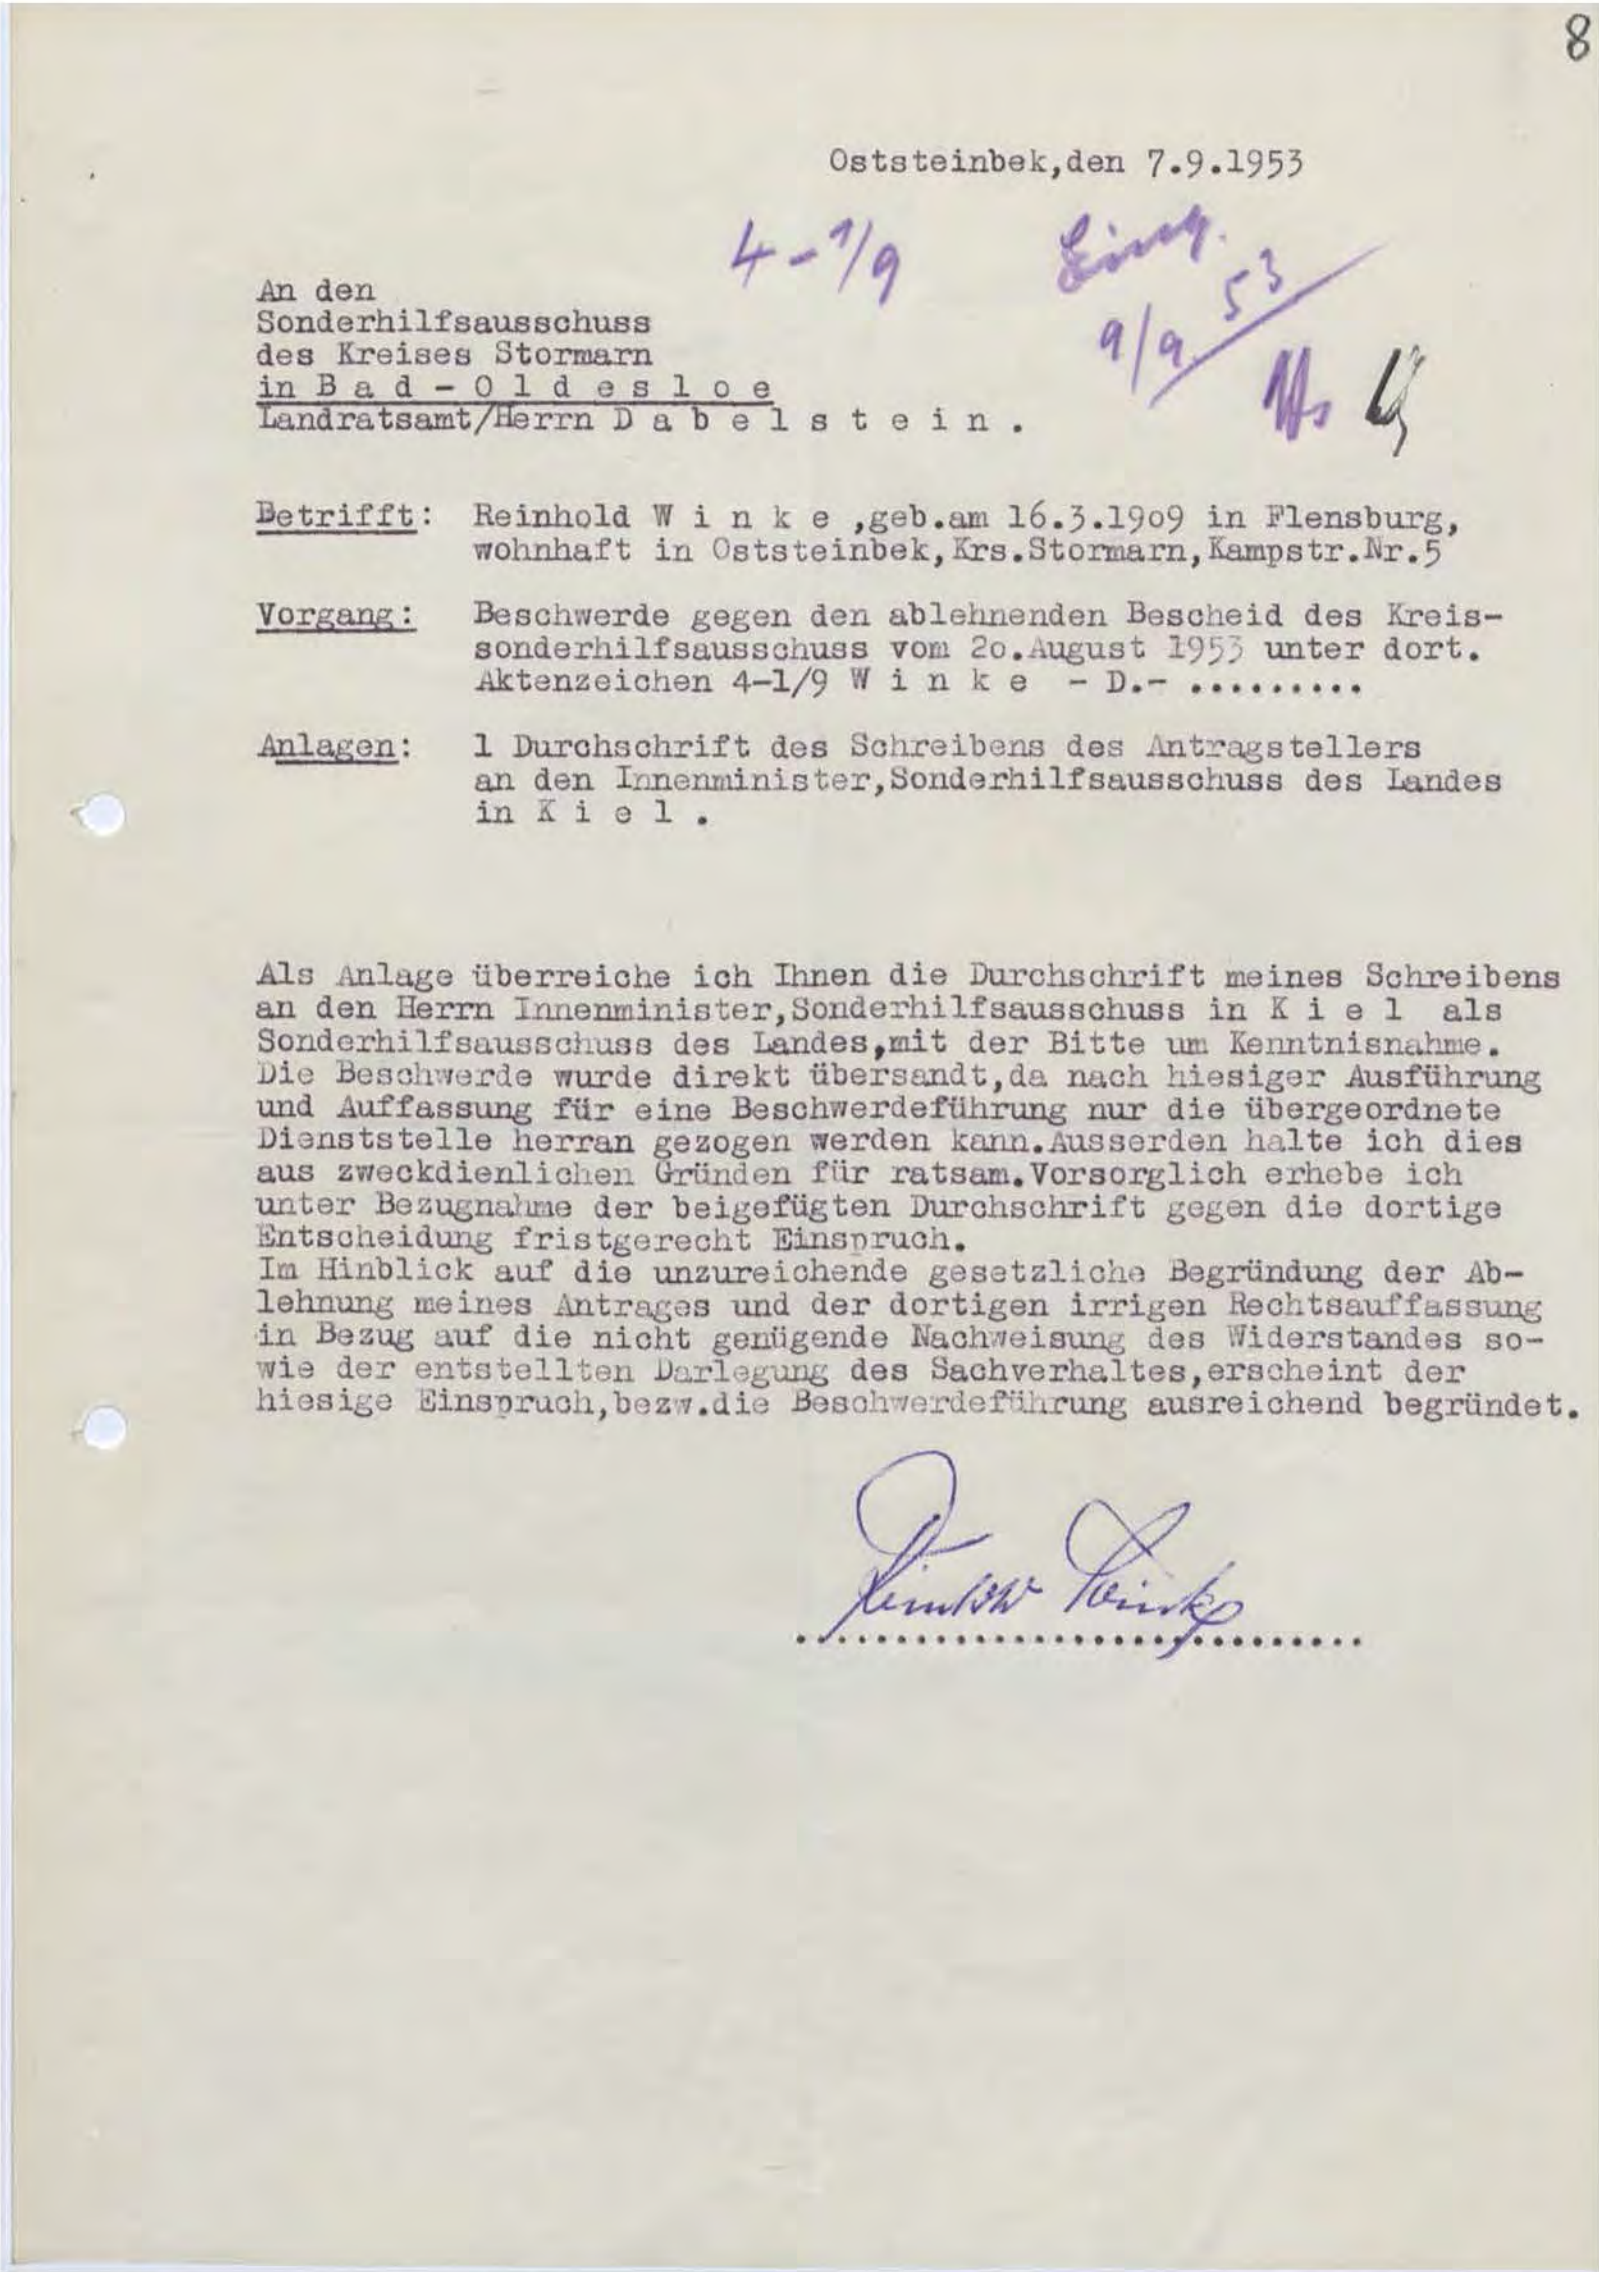 8
Oststeinbek,den 7.9.1953
4-1/9
Eing.
9/9. 53
An den
Sonderhilfsausschuss
des Kreises Stormarn
in B a d - O l d e s l o e
Landratsamt/Herrn D a b e l s t e i n .
Betrifft: Reinhold W i n k e ,geb.am 16.3.19o9 in Flensburg,
wohnhaft in Oststeinbek,Krs.Stormarn,Kampstr.Nr.5
Vorgang: Beschwerde gegen den ablehnenden Bescheid des Kreis-
sonderhilfsausschuss vom 2o.August 1953 unter dort.
Aktenzeichen 4-1/9 W i n k e - D.- .........
Anlagen: 1 Durchschrift des Schreibens des Antragstellers
an den Innenminister,Sonderhilfsausschuss des Landes
in K i e l .
Als Anlage überreiche ich Ihnen die Durchschrift meines Schreibens
an den Herrn Innenminister,Sonderhilfsausschuss in K i e l als
Sonderhilfsausschuss des Landes,mit der Bitte um Kenntnisnahme.
Die Beschwerde wurde direkt übersandt,da nach hiesiger Ausführung
und Auffassung für eine Beschwerdeführung nur die übergeordnete
Dienststelle herran gezogen werden kann.Ausserden halte ich dies
aus zweckdienlichen Gründen für ratsam.Vorsorglich erhebe ich
unter Bezugnahme der beigefügten Durchschrift gegen die dortige
Entscheidung fristgerecht Einspruch.
Im Hinblick auf die unzureichende gesetzliche Begründung der Ab-
lehnung meines Antrages und der dortigen irrigen Rechtsauffassung
in Bezug auf die nicht genügende Nachweisung des Widerstandes so-
wie der entstellten Darlegung des Sachverhaltes,erscheint der
hiesige Einspruch,bezw.die Beschwerdeführung ausreichend begründet.
Reinhold Winke
.............................